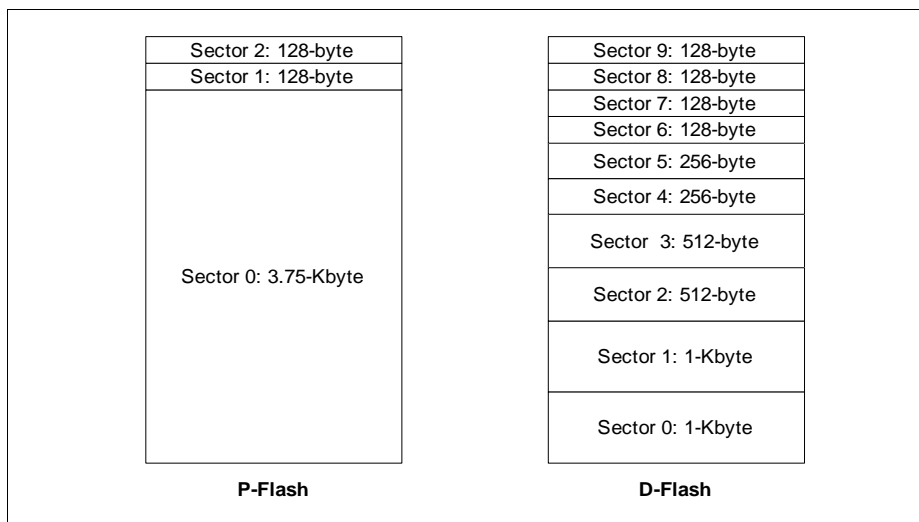 Sector 2: 128-byte
Sector 1: 128-byte
Sector 0: 3.75-Kbyte
P-Flash
Sector 9: 128-byte
Sector 8: 128-byte
Sector 7: 128-byte
Sector 6: 128-byte
Sector 5: 256-byte
Sector 4: 256-byte
Sector 3: 512-byte
Sector 2: 512-byte
Sector 1: 1-Kbyte
Sector 0: 1-Kbyte
D-Flash